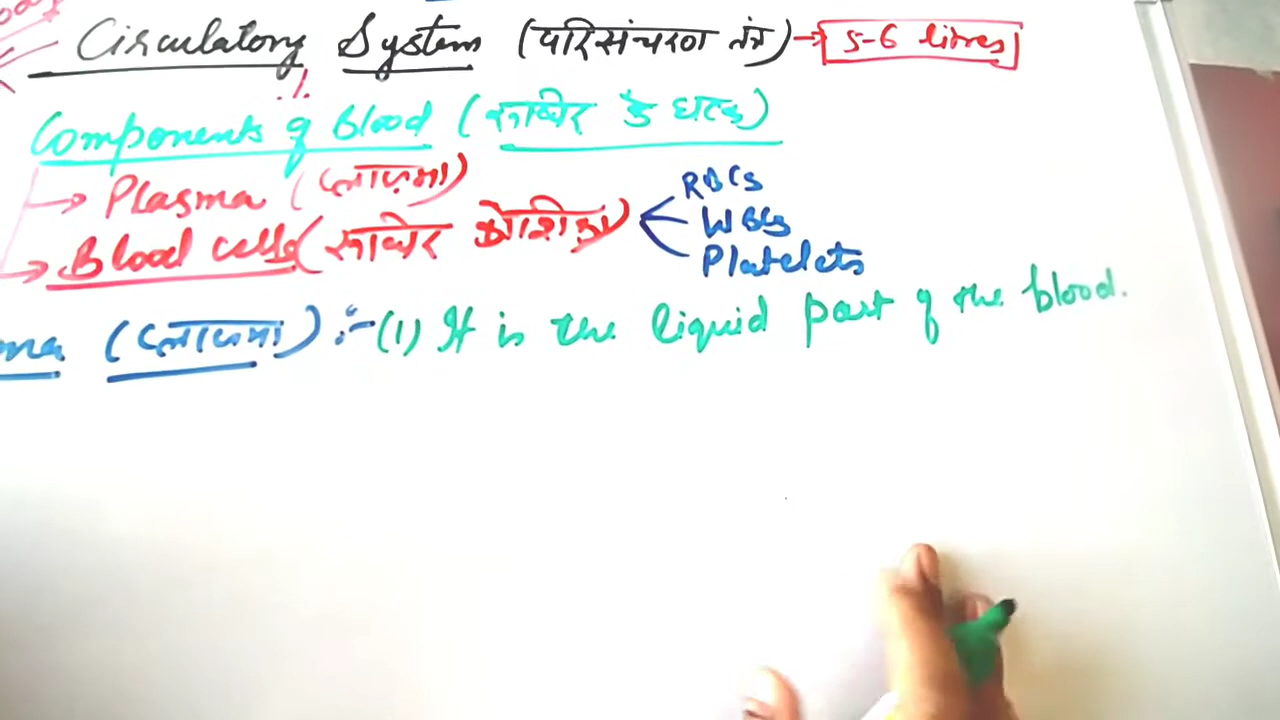 Circulatory System (परिसंचरण तंत्र) → 5-6 litres
Components of Blood (रूधिर के घटक)
→ Plasma (प्लाज़मा)
→ Blood cells (रूधिर कोशिका)
RBCs
WBCs
Platelets
ma (प्लाज्मा) :- (1) It is the liquid part of the blood.